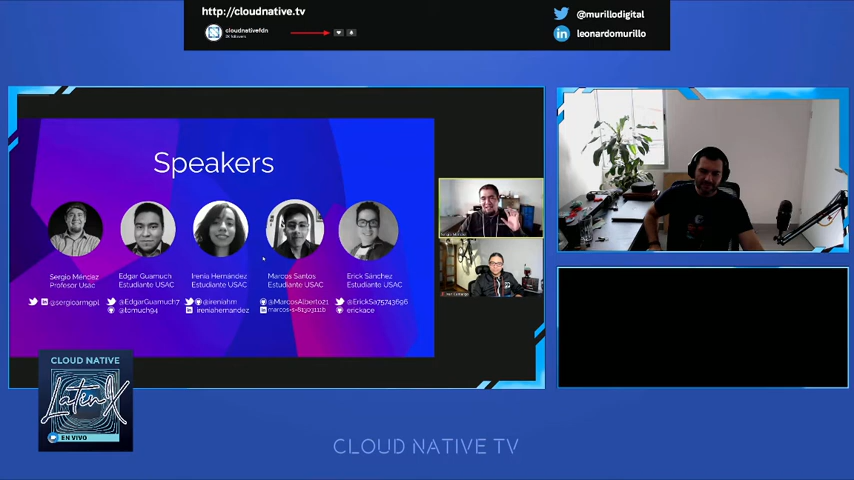 http://cloudnative.tv
cloudnativefdn
@murillodigital
leonardomurillo
Speakers
Sergio Méndez
Profesor Usac
@sergioarmgpl
Edgar Guamuch
Estudiante USAC
@EdgarGuamuch7
@tomuch94
Irenia Hernández
Estudiante USAC
@ireniahm
ireniahernandez
Marcos Santos
Estudiante USAC
@MarcosAlberto21
Erick Sánchez
Estudiante USAC
@ErickSa75743696
erickace
CLOUD NATIVE
LatinX
EN VIVO
CLOUD NATIVE TV